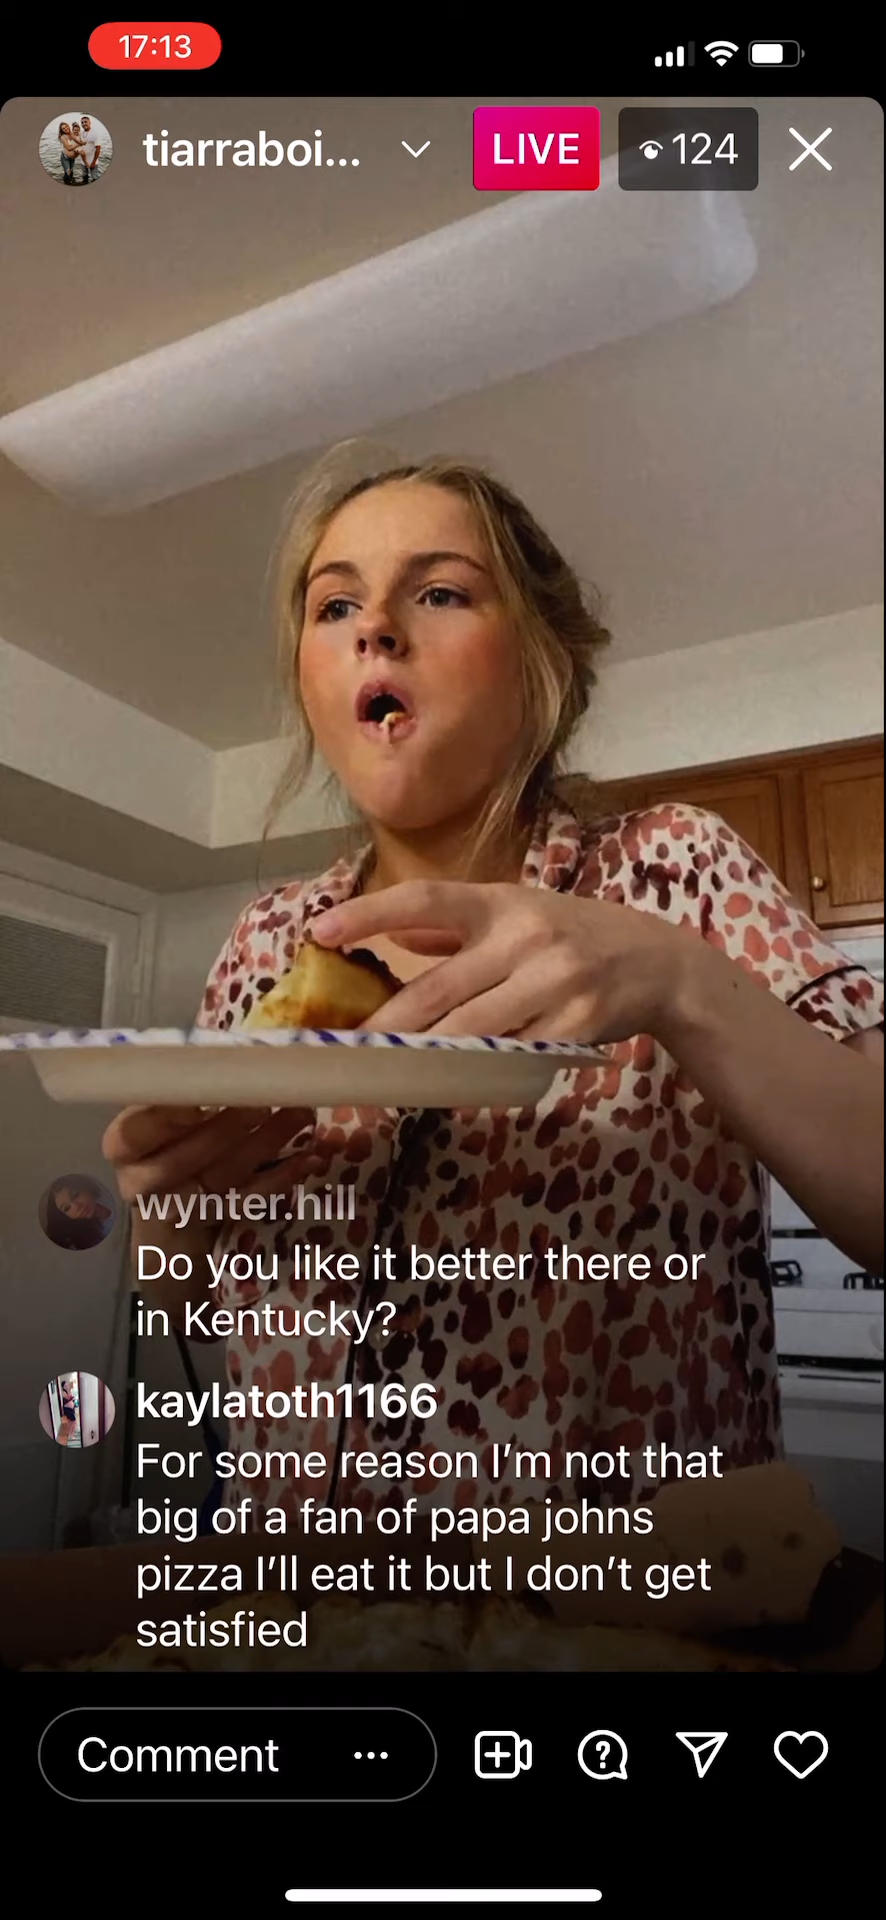 17:13
tiarraboi...
LIVE
124
wynter.hill
Do you like it better there or
in Kentucky?
kaylatoth1166
For some reason I'm not that
big of a fan of papa johns
pizza I'll eat it but I don't get
satisfied
Comment